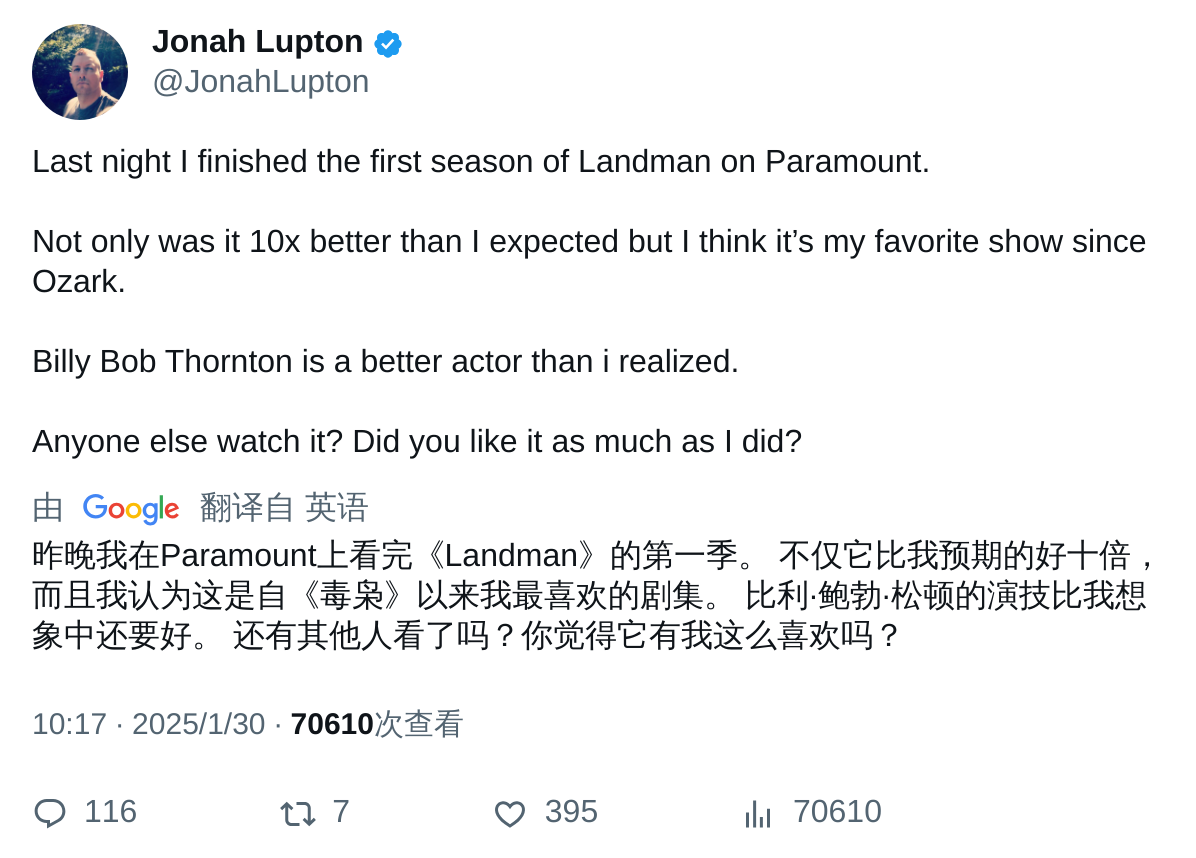 Jonah Lupton
@JonahLupton
Last night I finished the first season of Landman on Paramount.
Not only was it 10x better than I expected but I think it’s my favorite show since
Ozark.
Billy Bob Thornton is a better actor than i realized.
Anyone else watch it? Did you like it as much as I did?
由 Google 翻译自 英语
昨晚我在Paramount上看完《Landman》的第一季。 不仅它比我预期的好十倍，
而且我认为这是自《毒枭》以来我最喜欢的剧集。 比利·鲍勃·松顿的演技比我想
象中还要好。 还有其他人看了吗？你觉得它有我这么喜欢吗？
10:17 · 2025/1/30 · 70610次查看
116 7 395 70610